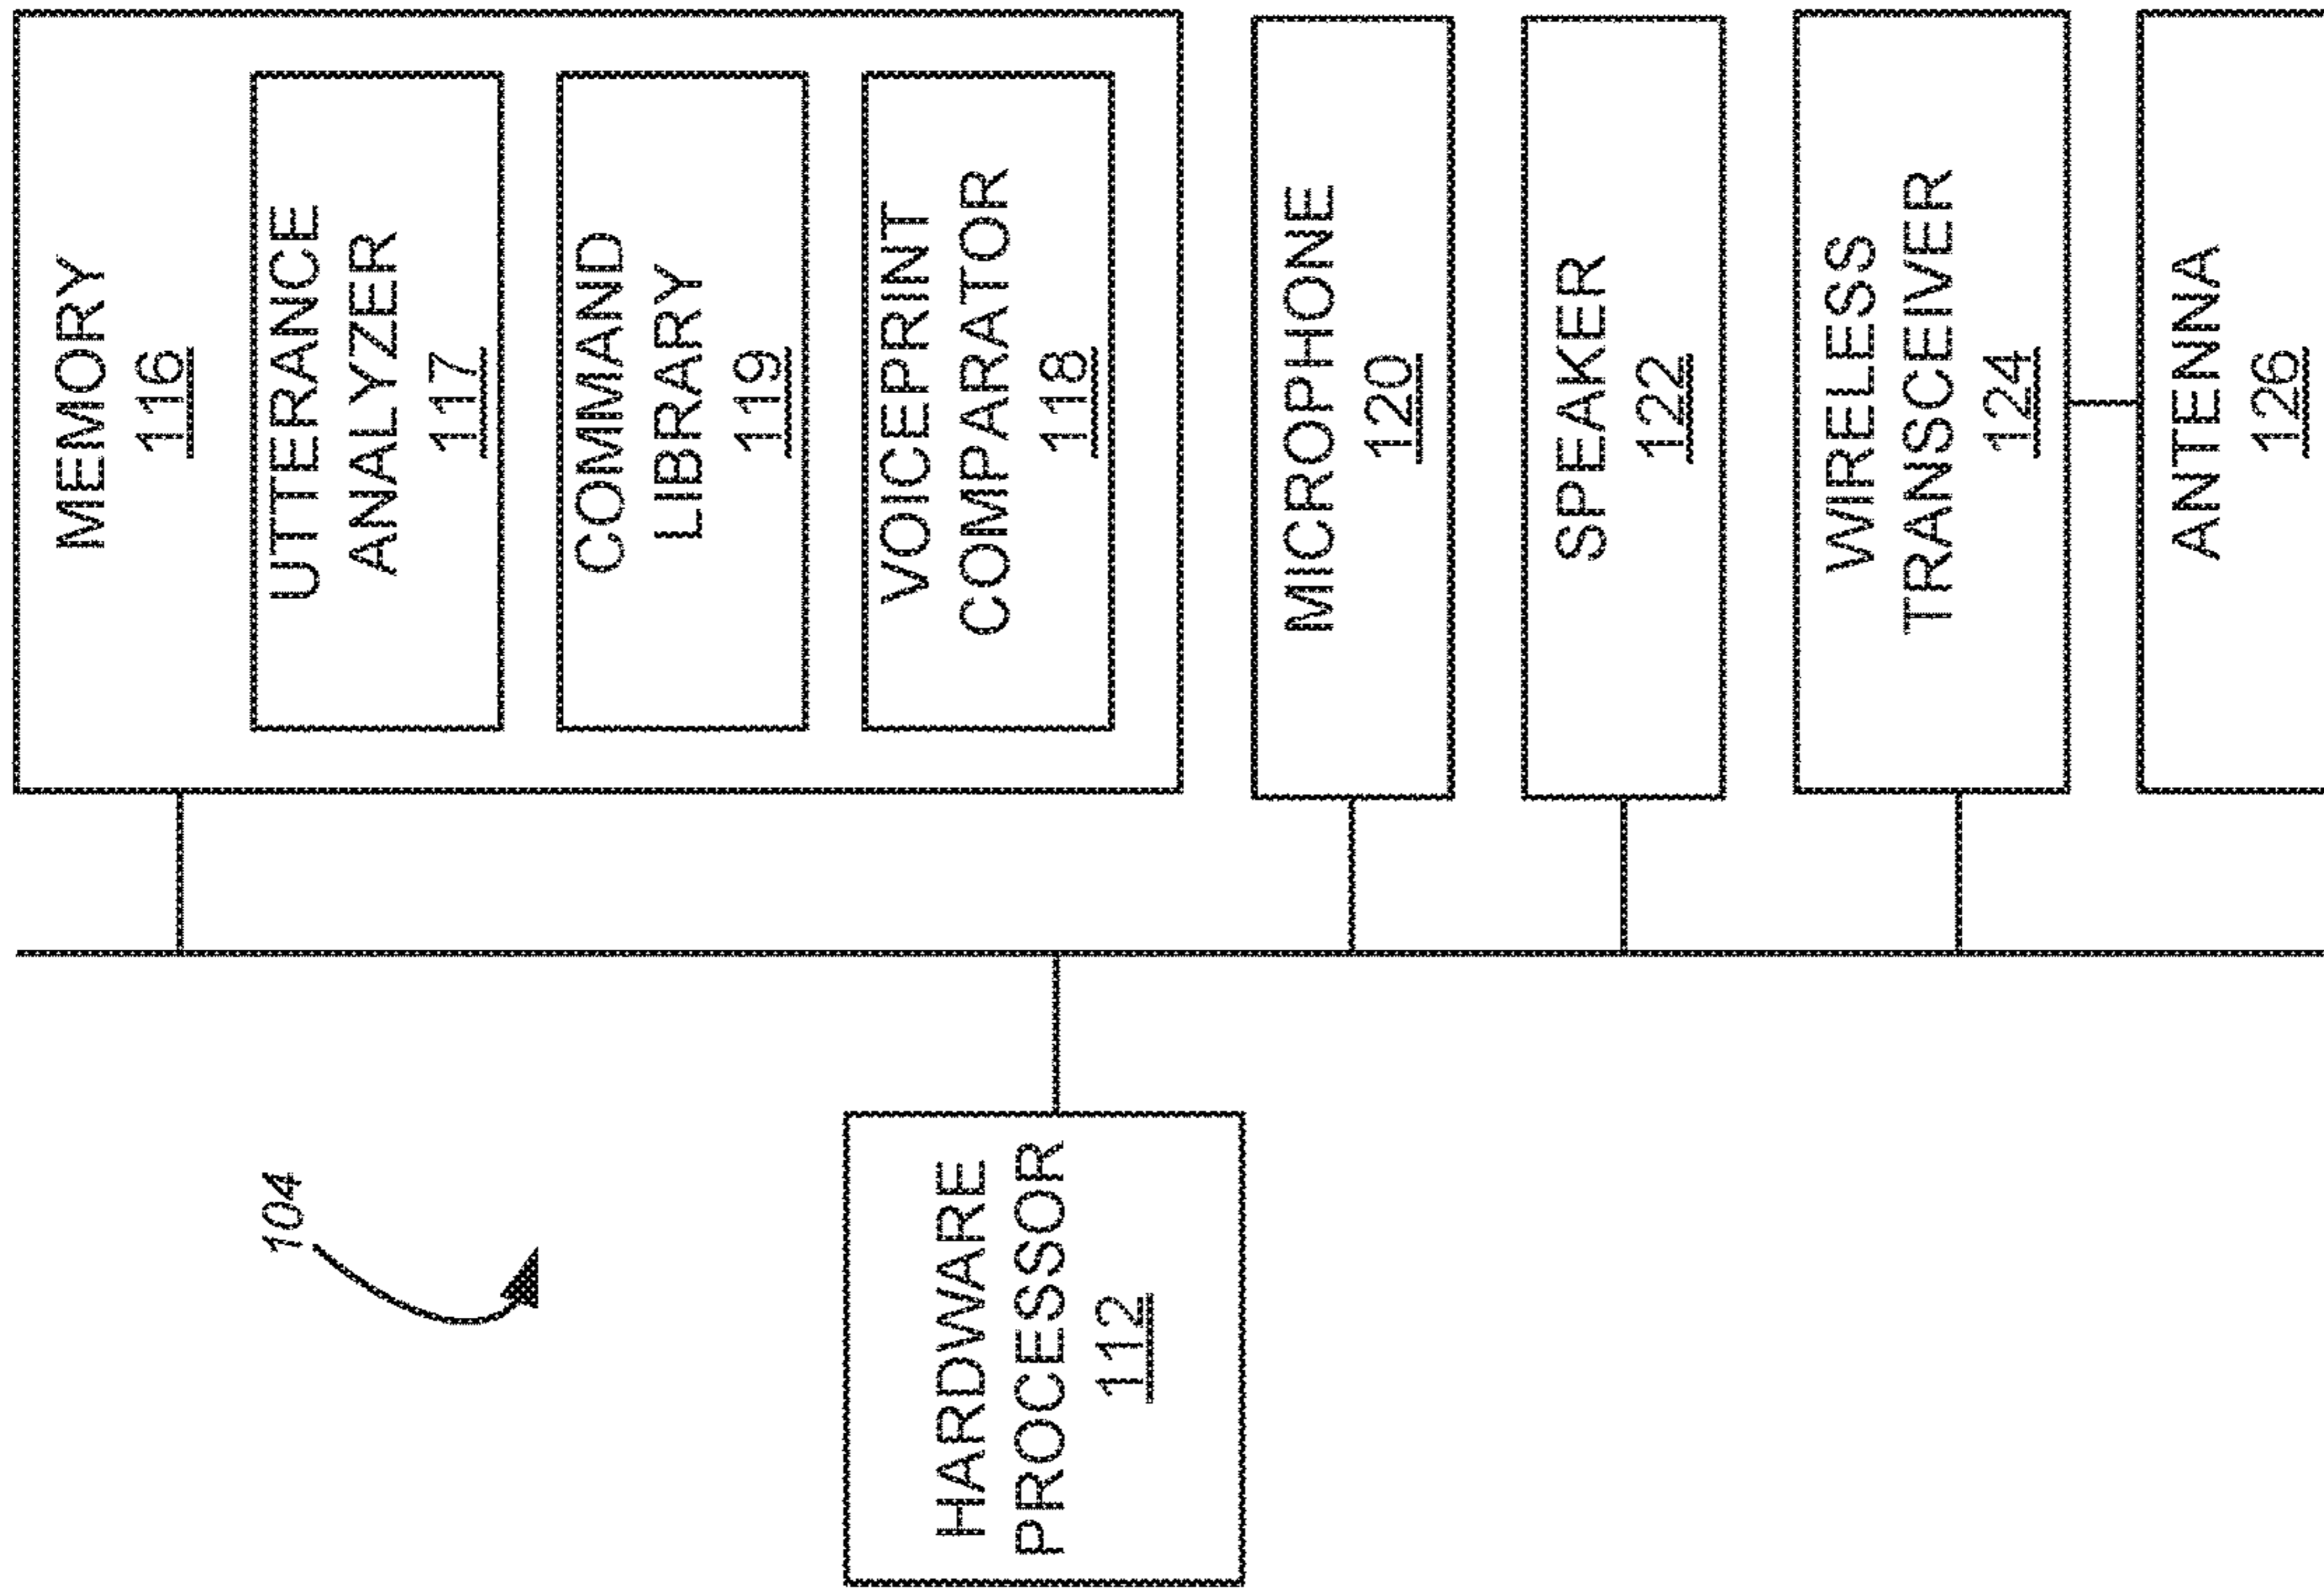 104
HARDWARE
PROCESSOR
112
MEMORY
116
UTTERANCE
ANALYZER
117
COMMAND
LIBRARY
119
VOICEPRINT
COMPARATOR
118
MICROPHONE
120
SPEAKER
122
WIRELESS
TRANSCEIVER
124
ANTENNA
126